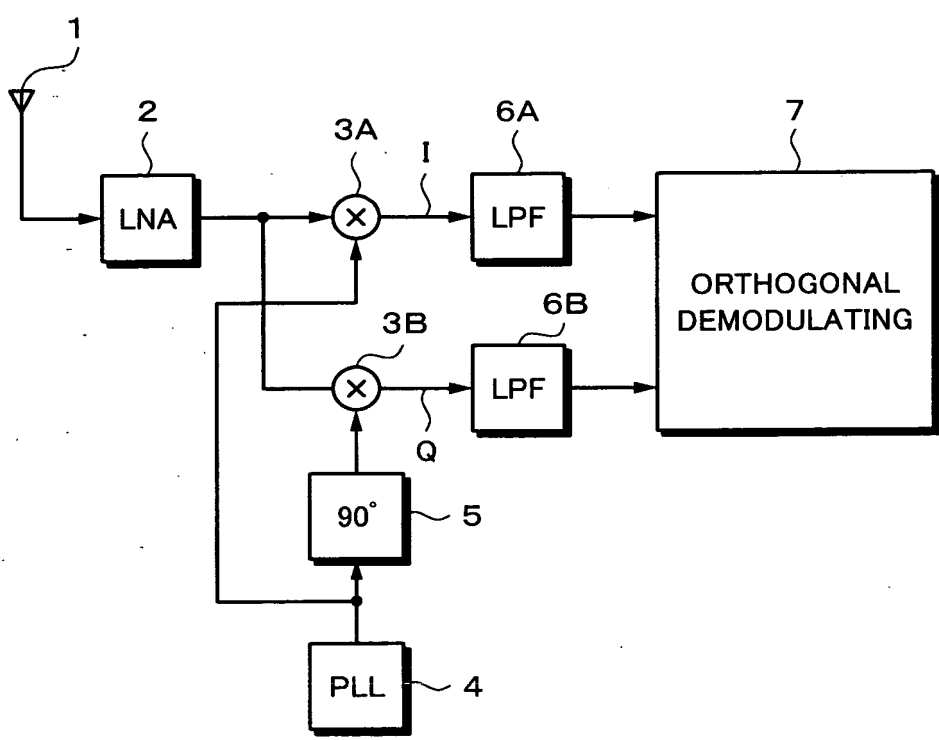 1
2
3A
6A
7
I
LNA
×
LPF
ORTHOGONAL
DEMODULATING
3B
6B
×
LPF
Q
90°
5
PLL
4